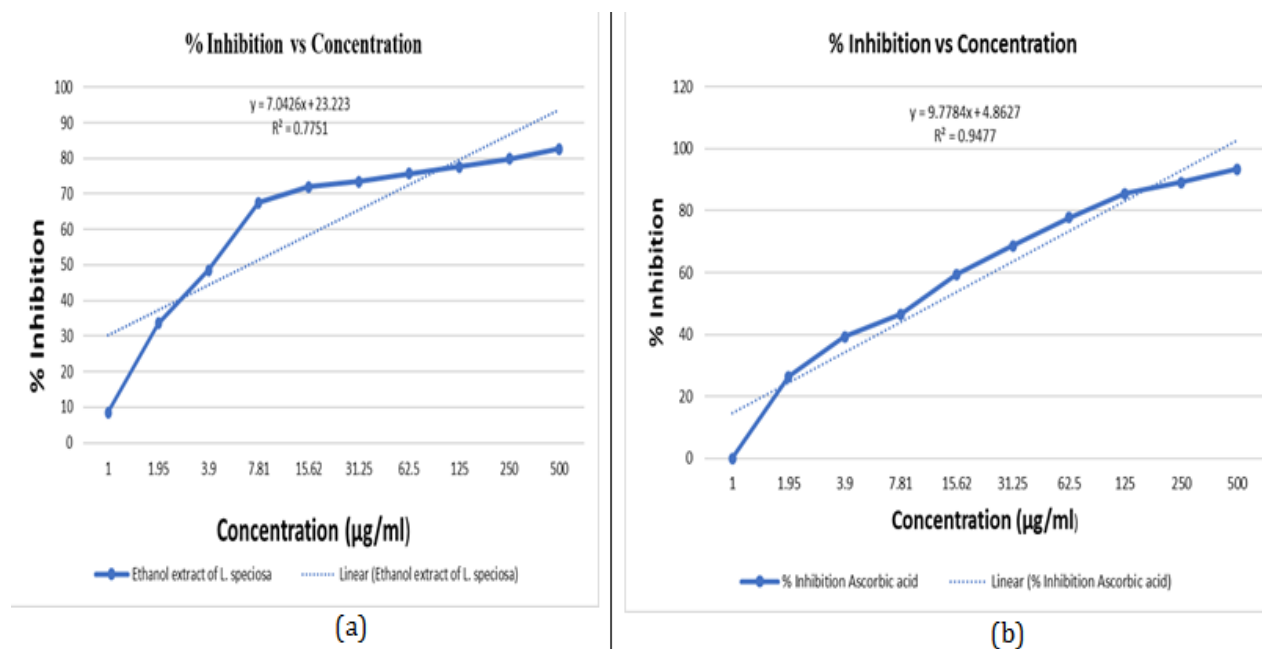 % Inhibition vs Concentration
100
90
80
70
60
50
40
30
20
10
0
y = 7.0426x + 23.223
R² = 0.7751
% Inhibition
1 1.95 3.9 7.81 15.62 31.25 62.5 125 250 500
Concentration (µg/ml)
Ethanol extract of L. speciosa Linear (Ethanol extract of L. speciosa)
(a)
% Inhibition vs Concentration
120
100
80
60
40
20
0
y = 9.7784x + 4.8627
R² = 0.9477
% Inhibition
1 1.95 3.9 7.81 15.62 31.25 62.5 125 250 500
Concentration (µg/ml)
% Inhibition Ascorbic acid Linear (% Inhibition Ascorbic acid)
(b)